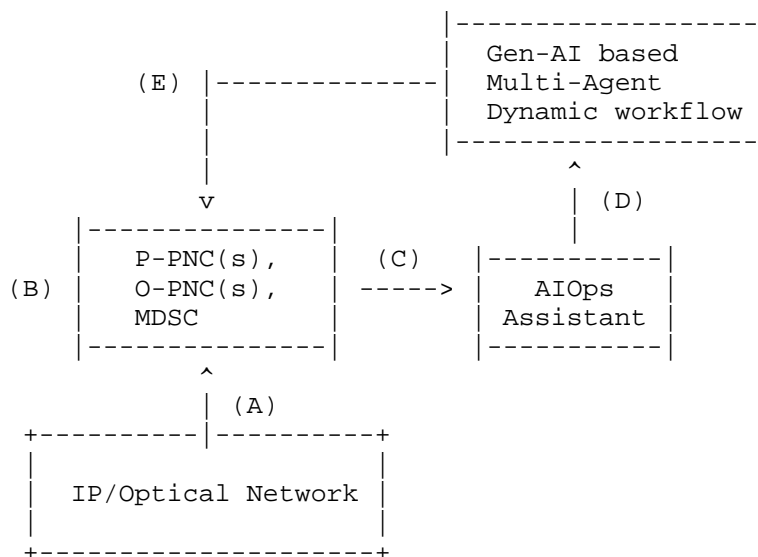 Gen-AI based
(E) Multi-Agent
Dynamic workflow
(D)
P-PNC(s), (C)
(B) O-PNC(s), AIOps
MDSC Assistant
(A)
IP/Optical Network